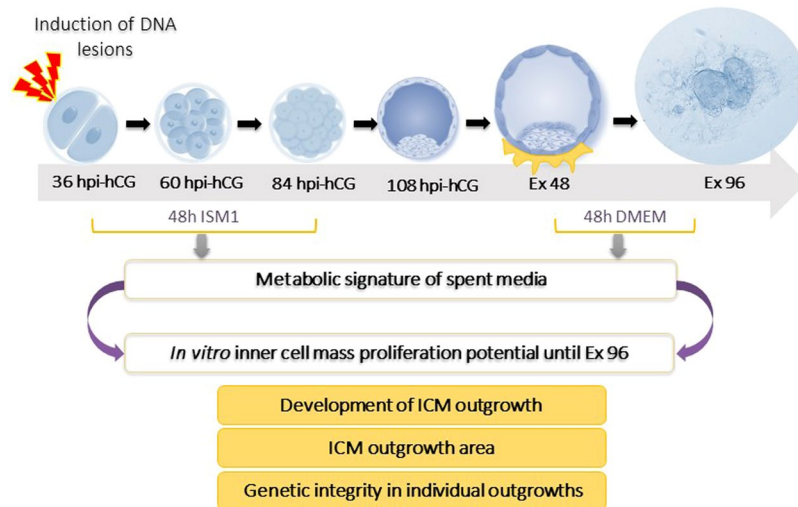 Induction of DNA
lesions
36 hpi-hCG
60 hpi-hCG
84 hpi-hCG
108 hpi-hCG
Ex 48
Ex 96
48h ISM1
48h DMEM
Metabolic signature of spent media
In vitro inner cell mass proliferation potential until Ex 96
Development of ICM outgrowth
ICM outgrowth area
Genetic integrity in individual outgrowths